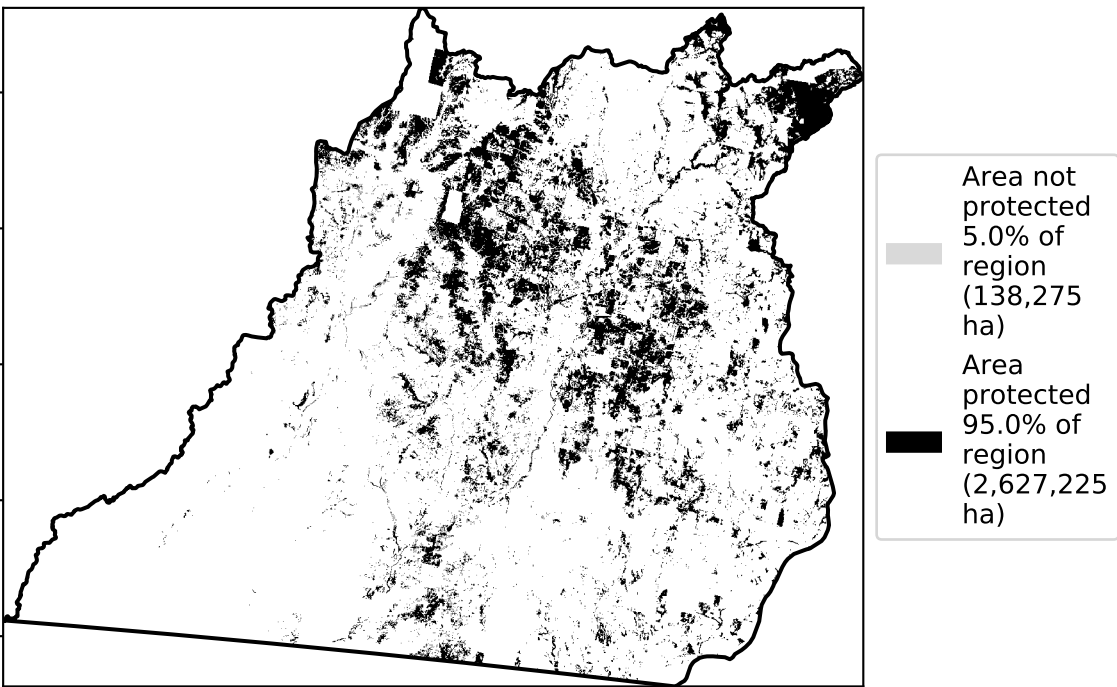 Area not
protected
5.0% of
region
(138,275
ha)
Area
protected
95.0% of
region
(2,627,225
ha)